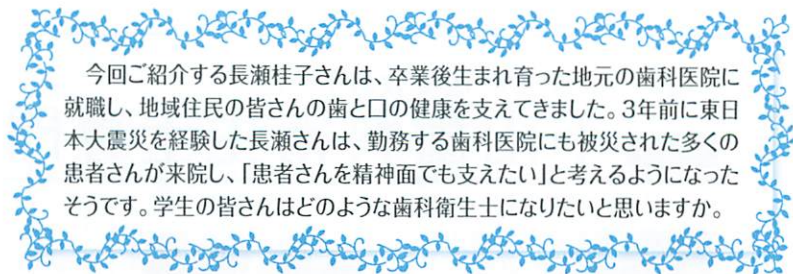 今回ご紹介する長瀬桂子さんは、卒業後生まれ育った地元の歯科医院に
就職し、地域住民の皆さんの歯と口の健康を支えてきました。3年前に東日
本大震災を経験した長瀬さんは、勤務する歯科医院にも被災された多くの
患者さんが来院し、「患者さんを精神面でも支えたい」と考えるようになった
そうです。学生の皆さんはどのような歯科衛生士になりたいと思いますか。